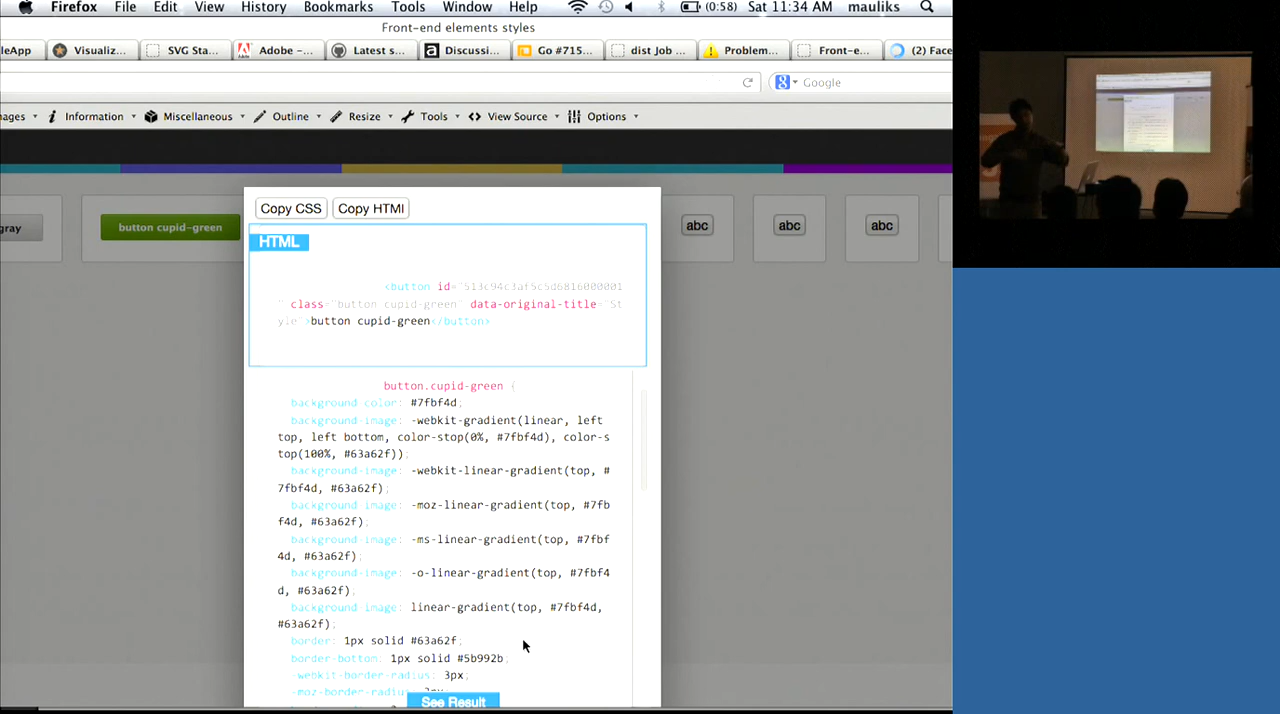 Firefox File Edit View History Bookmarks Tools Window Help (0:58) Sat 11:34 AM mauliks
Front-end elements styles
leApp Visualiz... SVG Sta... Adobe -... Latest s... Discussi... Go #715... dist Job ... Problem... Front-e... (2) Face
Google
ages Information Miscellaneous Outline Resize Tools View Source Options
Copy CSS Copy HTMl
gray button cupid-green abc abc abc
HTML
<button id="513c94c3af5c5d6816000001
" class="button cupid-green" data-original-title="St
yle">button cupid-green</button>
button.cupid-green {
background-color: #7fbf4d;
background-image: -webkit-gradient(linear, left
top, left bottom, color-stop(0%, #7fbf4d), color-s
top(100%, #63a62f));
background-image: -webkit-linear-gradient(top, #
7fbf4d, #63a62f);
background-image: -moz-linear-gradient(top, #7fb
f4d, #63a62f);
background-image: -ms-linear-gradient(top, #7fbf
4d, #63a62f);
background-image: -o-linear-gradient(top, #7fbf4
d, #63a62f);
background-image: linear-gradient(top, #7fbf4d,
#63a62f);
border: 1px solid #63a62f;
border-bottom: 1px solid #5b992b;
-webkit-border-radius: 3px;
-moz-border-radius: 3px;
See Result